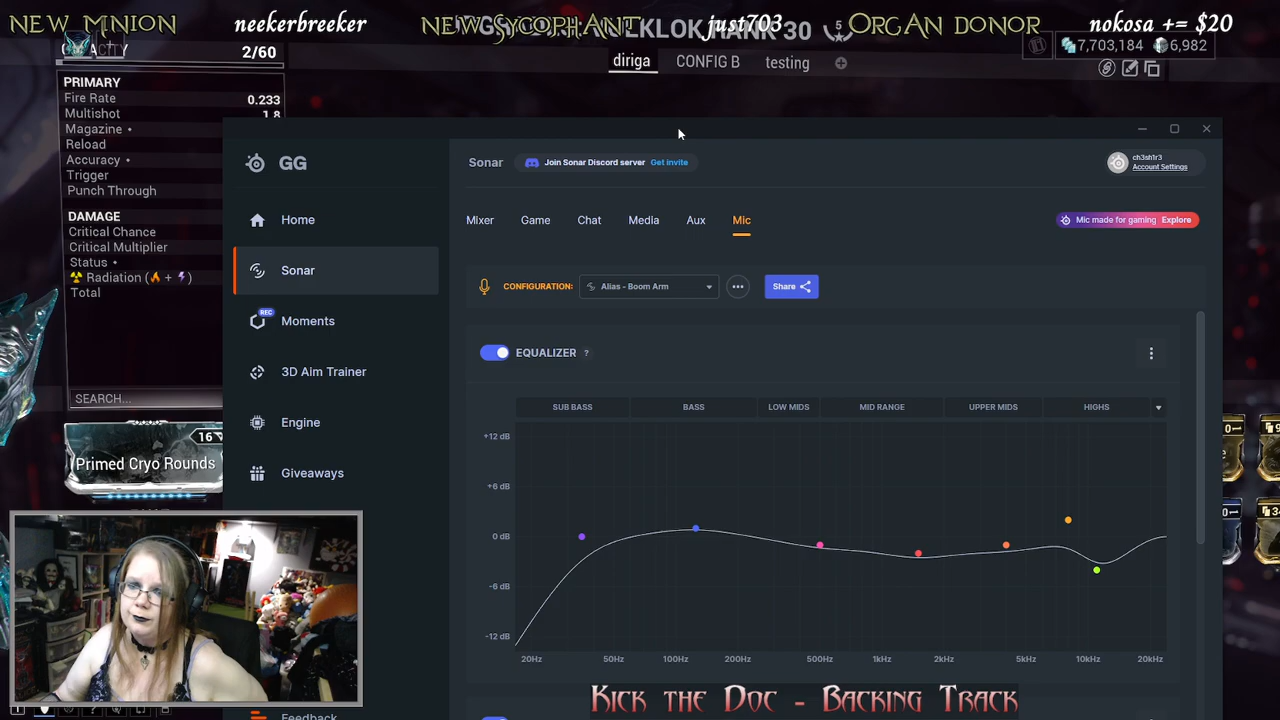 NEW MINION neekerbreeker NEW SYCOPHANT just703 ORGAN DONOR nokosa += $20
2/60
diriga CONFIG B testing
7,703,184 6,982
PRIMARY
Fire Rate 0.233
Multishot 1.8
Magazine •
Reload
Accuracy •
Trigger
Punch Through
DAMAGE
Critical Chance
Critical Multiplier
Status •
Radiation ( + )
Total
SEARCH...
16
Primed Cryo Rounds
GG
Home
Sonar
REC
Moments
3D Aim Trainer
Engine
Giveaways
Feedback
Sonar Join Sonar Discord server Get invite
ch3sh1r3
Account Settings
Mixer Game Chat Media Aux Mic
Mic made for gaming Explore
CONFIGURATION: Alias - Boom Arm Share
EQUALIZER ?
SUB BASS BASS LOW MIDS MID RANGE UPPER MIDS HIGHS
+12 dB
+6 dB
0 dB
-6 dB
-12 dB
20Hz 50Hz 100Hz 200Hz 500Hz 1kHz 2kHz 5kHz 10kHz 20kHz
Kick the Doc - Backing Track